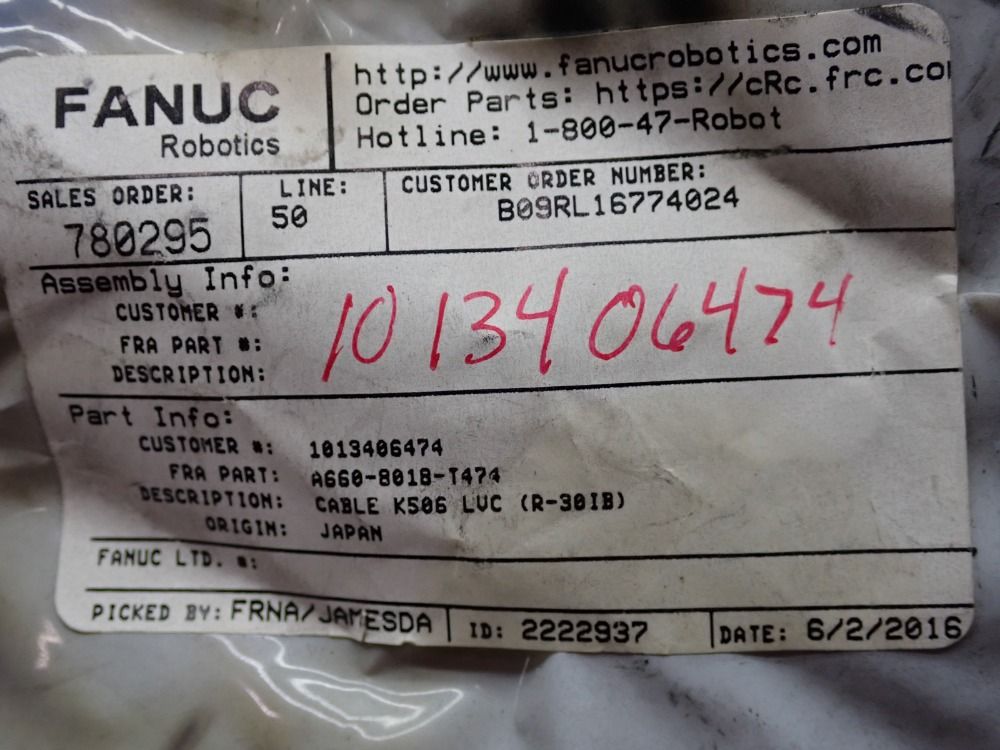 FANUC
Robotics
http://www.fanucrobotics.com
Order Parts: https://cRc.frc.co
Hotline: 1-800-47-Robot
SALES ORDER:
780295
LINE:
50
CUSTOMER ORDER NUMBER:
B09RL16774024
Assembly Info:
CUSTOMER #:
FRA PART #:
DESCRIPTION:
1013406474
Part Info:
CUSTOMER #: 1013406474
FRA PART: A660-8018-T474
DESCRIPTION: CABLE K506 LVC (R-30IB)
ORIGIN: JAPAN
FANUC LTD. #:
PICKED BY: FRNA/JAMESDA
ID: 2222937
DATE: 6/2/2016